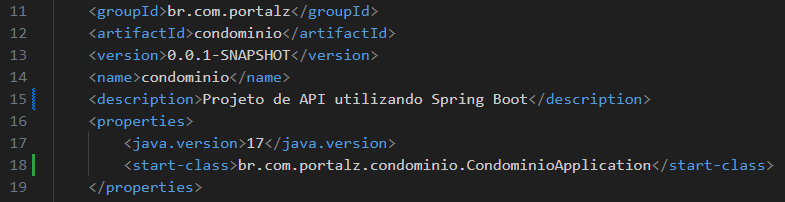 11 <groupId>br.com.portalz</groupId>
12 <artifactId>condominio</artifactId>
13 <version>0.0.1-SNAPSHOT</version>
14 <name>condominio</name>
15 <description>Projeto de API utilizando Spring Boot</description>
16 <properties>
17 <java.version>17</java.version>
18 <start-class>br.com.portalz.condominio.CondominioApplication</start-class>
19 </properties>